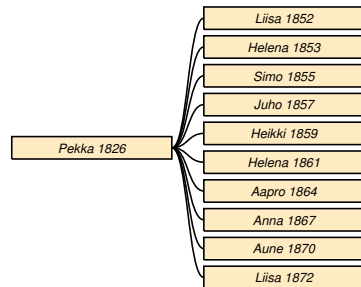 Liisa 1852
Helena 1853
Simo 1855
Juho 1857
Heikki 1859
Pekka 1826
Helena 1861
Aapro 1864
Anna 1867
Aune 1870
Liisa 1872